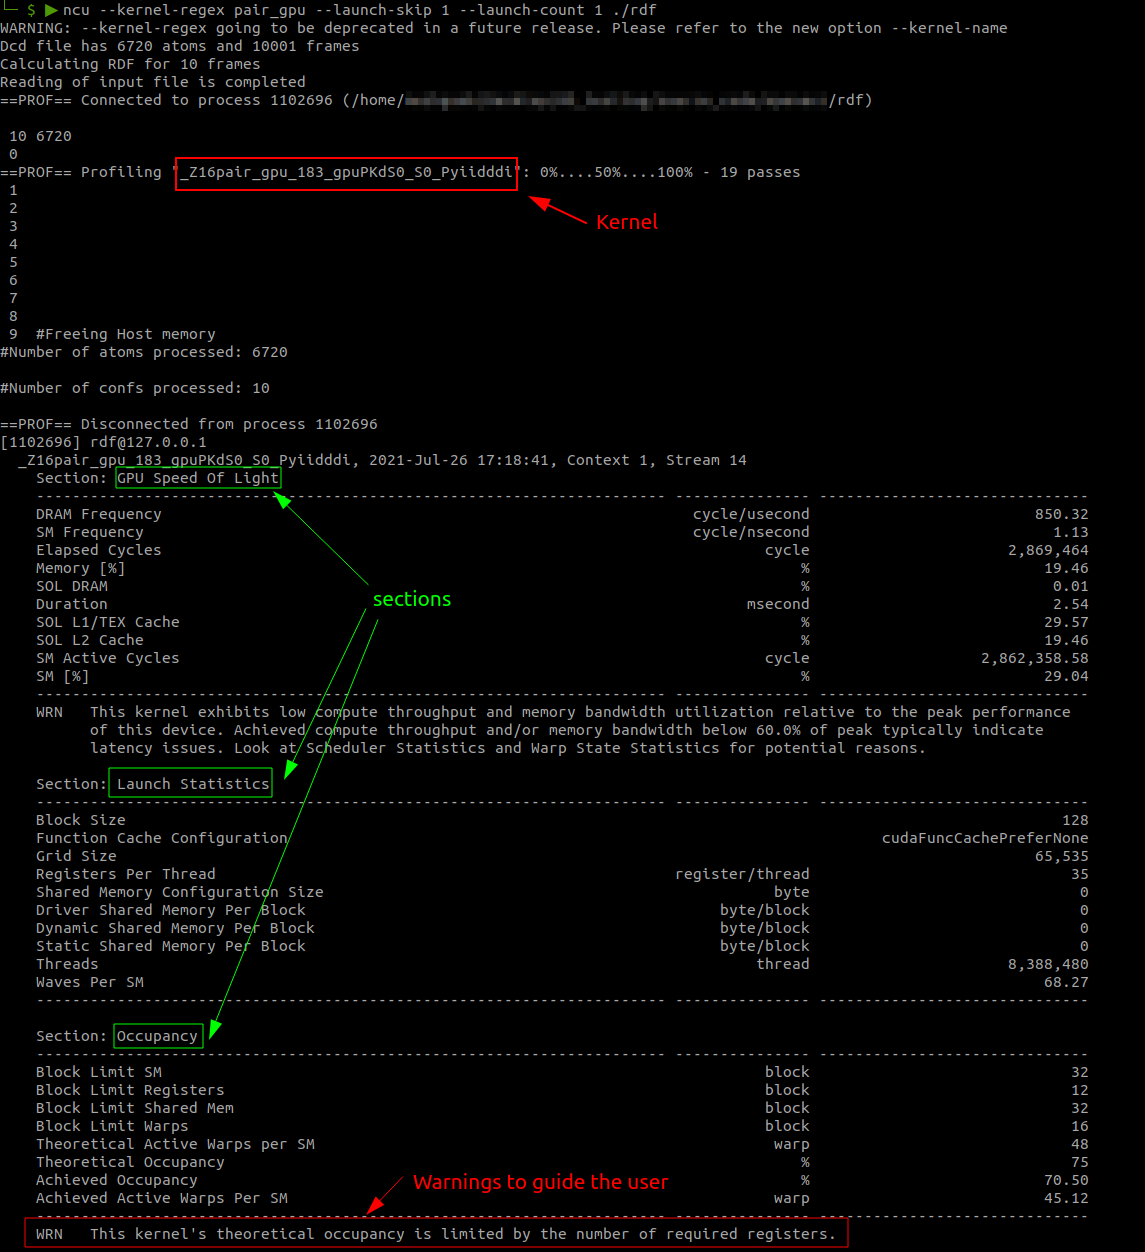 └─ $ ▶ ncu --kernel-regex pair_gpu --launch-skip 1 --launch-count 1 ./rdf
WARNING: --kernel-regex going to be deprecated in a future release. Please refer to the new option --kernel-name
Dcd file has 6720 atoms and 10001 frames
Calculating RDF for 10 frames
Reading of input file is completed
==PROF== Connected to process 1102696 (/home/ /rdf)
10 6720
0
==PROF== Profiling "_Z16pair_gpu_183_gpuPKdS0_S0_Pyiidddi": 0%....50%....100% - 19 passes
1
2
Kernel
3
4
5
6
7
8
9 #Freeing Host memory
#Number of atoms processed: 6720
#Number of confs processed: 10
==PROF== Disconnected from process 1102696
[1102696] rdf@127.0.0.1
_Z16pair_gpu_183_gpuPKdS0_S0_Pyiidddi, 2021-Jul-26 17:18:41, Context 1, Stream 14
Section: GPU Speed Of Light
---------------------------------------------------------------------- --------------- ------------------------------
DRAM Frequency cycle/usecond 850.32
SM Frequency cycle/nsecond 1.13
Elapsed Cycles cycle 2,869,464
Memory [%] % 19.46
SOL DRAM % 0.01
sections
Duration msecond 2.54
SOL L1/TEX Cache % 29.57
SOL L2 Cache % 19.46
SM Active Cycles cycle 2,862,358.58
SM [%] % 29.04
---------------------------------------------------------------------- --------------- ------------------------------
WRN This kernel exhibits low compute throughput and memory bandwidth utilization relative to the peak performance
of this device. Achieved compute throughput and/or memory bandwidth below 60.0% of peak typically indicate
latency issues. Look at Scheduler Statistics and Warp State Statistics for potential reasons.
Section: Launch Statistics
---------------------------------------------------------------------- --------------- ------------------------------
Block Size 128
Function Cache Configuration cudaFuncCachePreferNone
Grid Size 65,535
Registers Per Thread register/thread 35
Shared Memory Configuration Size byte 0
Driver Shared Memory Per Block byte/block 0
Dynamic Shared Memory Per Block byte/block 0
Static Shared Memory Per Block byte/block 0
Threads thread 8,388,480
Waves Per SM 68.27
---------------------------------------------------------------------- --------------- ------------------------------
Section: Occupancy
---------------------------------------------------------------------- --------------- ------------------------------
Block Limit SM block 32
Block Limit Registers block 12
Block Limit Shared Mem block 32
Block Limit Warps block 16
Theoretical Active Warps per SM warp 48
Theoretical Occupancy % 75
Achieved Occupancy % 70.50
Warnings to guide the user
Achieved Active Warps Per SM warp 45.12
---------------------------------------------------------------------- --------------- ------------------------------
WRN This kernel's theoretical occupancy is limited by the number of required registers.